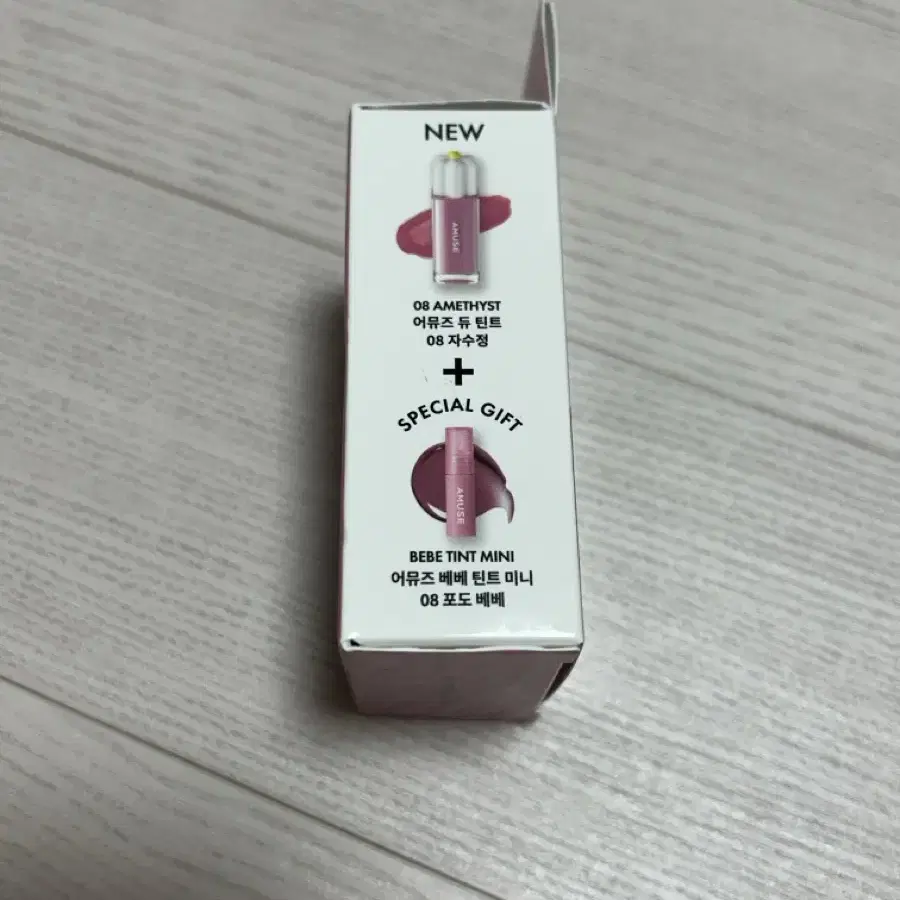 NEW
AMUSE
08 AMETHYST
어뮤즈 듀 틴트
08 자수정
+
SPECIAL GIFT
AMUSE
BEBE TINT MINI
어뮤즈 베베 틴트 미니
08 포도 베베